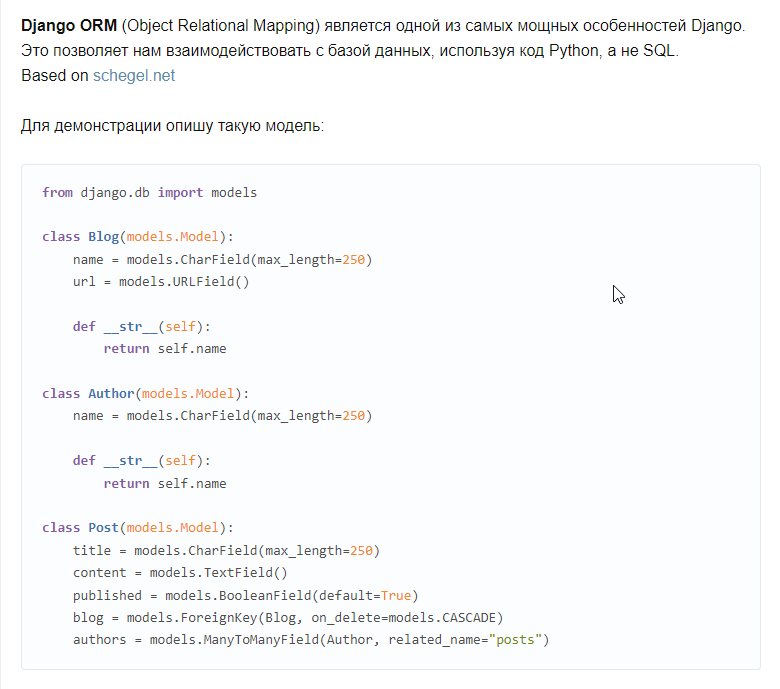 Django ORM (Object Relational Mapping) является одной из самых мощных особенностей Django.
Это позволяет нам взаимодействовать с базой данных, используя код Python, а не SQL.
Based on schegel.net
Для демонстрации опишу такую модель:
from django.db import models
class Blog(models.Model):
    name = models.CharField(max_length=250)
    url = models.URLField()
    def __str__(self):
        return self.name
class Author(models.Model):
    name = models.CharField(max_length=250)
    def __str__(self):
        return self.name
class Post(models.Model):
    title = models.CharField(max_length=250)
    content = models.TextField()
    published = models.BooleanField(default=True)
    blog = models.ForeignKey(Blog, on_delete=models.CASCADE)
    authors = models.ManyToManyField(Author, related_name="posts")